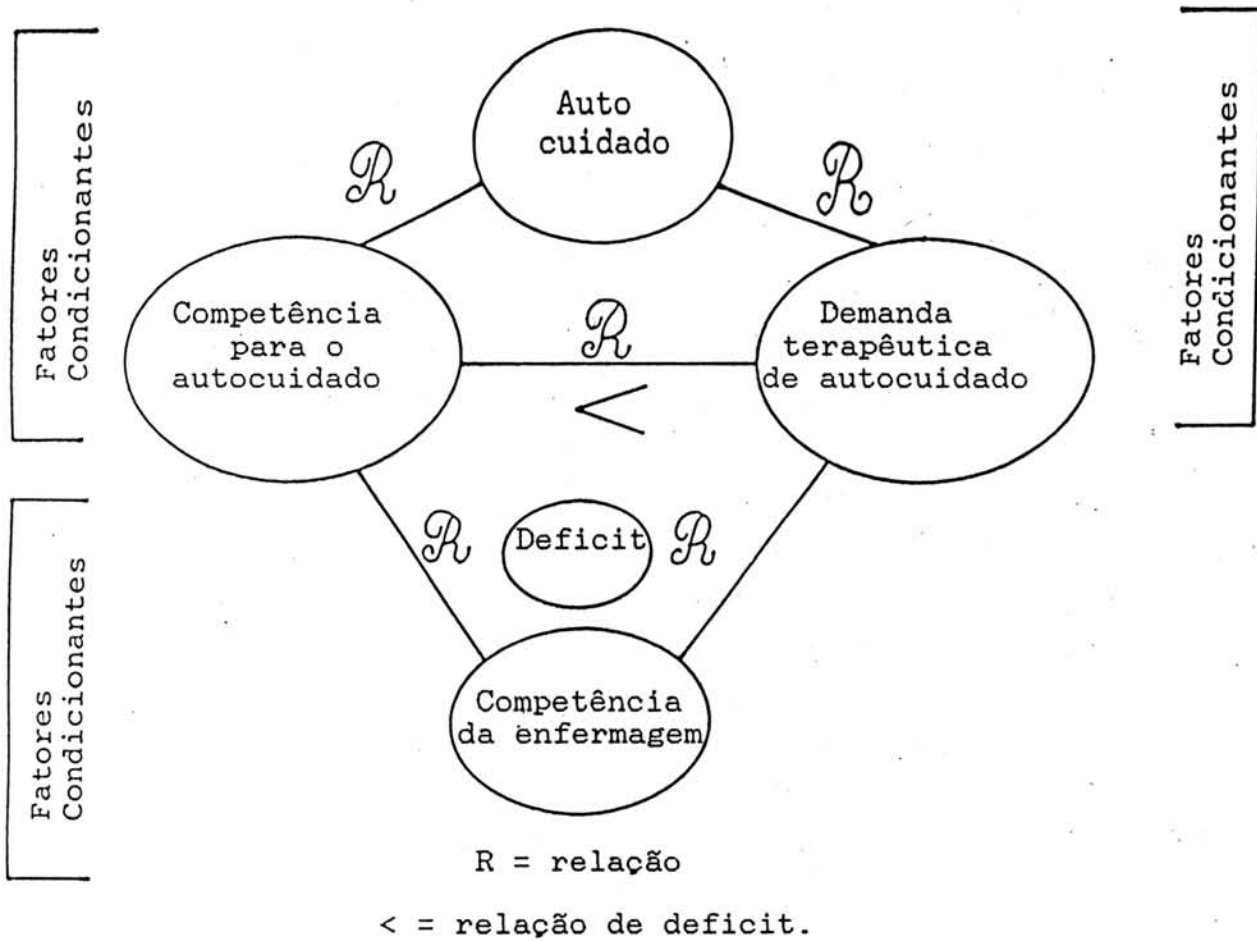 Auto
cuidado
R
R
Fatores
Condicionantes
Fatores
Condicionantes
Competência
para o
autocuidado
R
Demanda
terapêutica
de autocuidado
<
R
Deficit
R
Fatores
Condicionantes
Competência
da enfermagem
R = relação
< = relação de deficit.